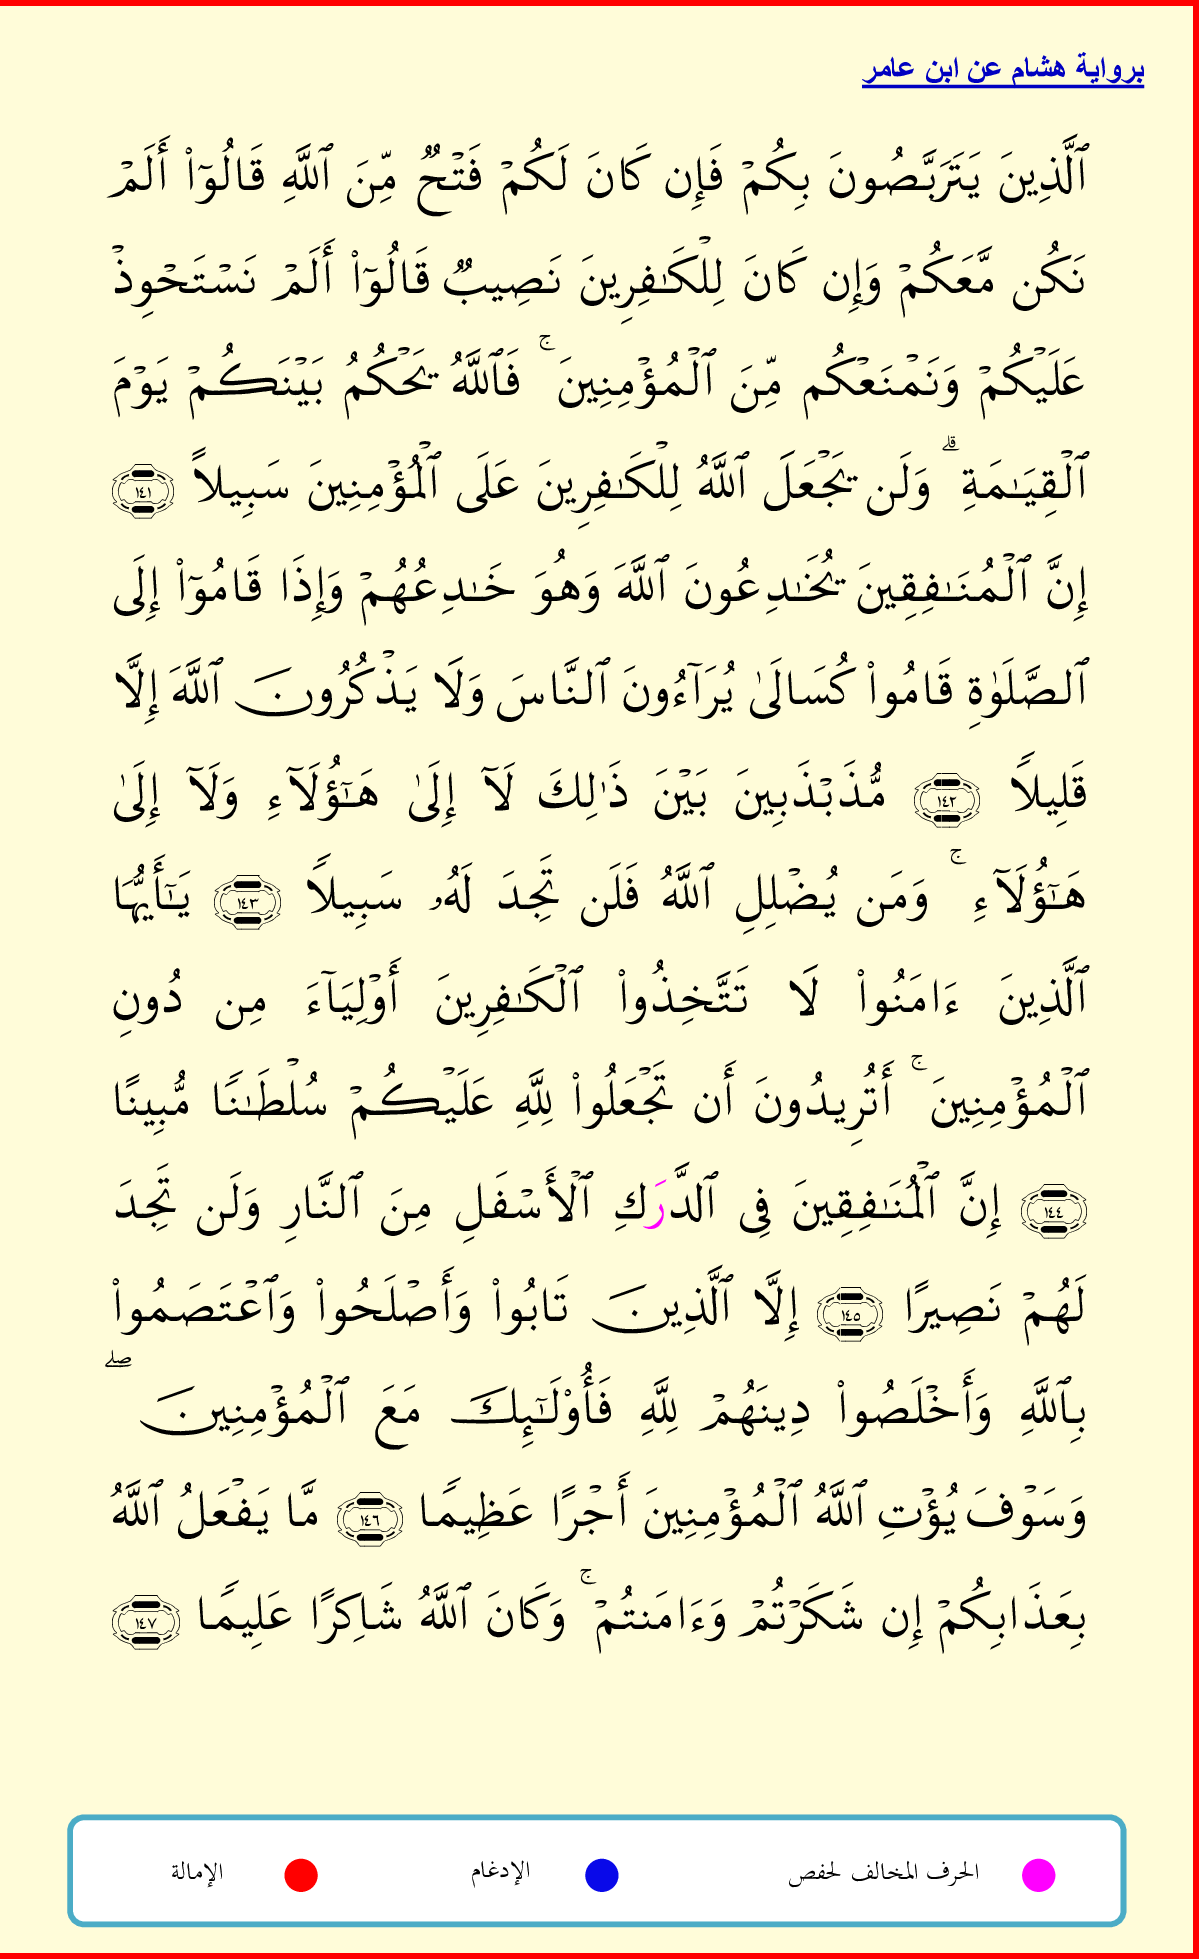 برواية هشام عن ابن عامر
ٱلَّذِينَ يَتَرَبَّصُونَ بِكُمۡ فَإِن كَانَ لَكُمۡ فَتۡحٌ مِّنَ ٱللَّهِ قَالُوٓاْ أَلَمۡ
نَكُن مَّعَكُمۡ وَإِن كَانَ لِلۡكَٰفِرِينَ نَصِيبٌ قَالُوٓاْ أَلَمۡ نَسۡتَحۡوِذۡ
عَلَيۡكُمۡ وَنَمۡنَعۡكُم مِّنَ ٱلۡمُؤۡمِنِينَۚ فَٱللَّهُ يَحۡكُمُ بَيۡنَكُمۡ يَوۡمَ
ٱلۡقِيَٰمَةِۗ وَلَن يَجۡعَلَ ٱللَّهُ لِلۡكَٰفِرِينَ عَلَى ٱلۡمُؤۡمِنِينَ سَبِيلًا ١٤١
إِنَّ ٱلۡمُنَٰفِقِينَ يُخَٰدِعُونَ ٱللَّهَ وَهُوَ خَٰدِعُهُمۡ وَإِذَا قَامُوٓاْ إِلَى
ٱلصَّلَوٰةِ قَامُواْ كُسَالَىٰ يُرَآءُونَ ٱلنَّاسَ وَلَا يَذۡكُرُونَ ٱللَّهَ إِلَّا
قَلِيلًا ١٤٢ مُّذَبۡذَبِينَ بَيۡنَ ذَٰلِكَ لَآ إِلَىٰ هَٰٓؤُلَآءِ وَلَآ إِلَىٰ
هَٰٓؤُلَآءِۚ وَمَن يُضۡلِلِ ٱللَّهُ فَلَن تَجِدَ لَهُۥ سَبِيلًا ١٤٣ يَٰٓأَيُّهَا
ٱلَّذِينَ ءَامَنُواْ لَا تَتَّخِذُواْ ٱلۡكَٰفِرِينَ أَوۡلِيَآءَ مِن دُونِ
ٱلۡمُؤۡمِنِينَۚ أَتُرِيدُونَ أَن تَجۡعَلُواْ لِلَّهِ عَلَيۡكُمۡ سُلۡطَٰنًا مُّبِينًا
١٤٤ إِنَّ ٱلۡمُنَٰفِقِينَ فِي ٱلدَّرَكِ ٱلۡأَسۡفَلِ مِنَ ٱلنَّارِ وَلَن تَجِدَ
لَهُمۡ نَصِيرًا ١٤٥ إِلَّا ٱلَّذِينَ تَابُواْ وَأَصۡلَحُواْ وَٱعۡتَصَمُواْ
بِٱللَّهِ وَأَخۡلَصُواْ دِينَهُمۡ لِلَّهِ فَأُوْلَٰٓئِكَ مَعَ ٱلۡمُؤۡمِنِينَۖ
وَسَوۡفَ يُؤۡتِ ٱللَّهُ ٱلۡمُؤۡمِنِينَ أَجۡرًا عَظِيمًا ١٤٦ مَّا يَفۡعَلُ ٱللَّهُ
بِعَذَابِكُمۡ إِن شَكَرۡتُمۡ وَءَامَنتُمۡۚ وَكَانَ ٱللَّهُ شَاكِرًا عَلِيمًا ١٤٧
الحرف المخالف لحفص الإدغام الإمالة